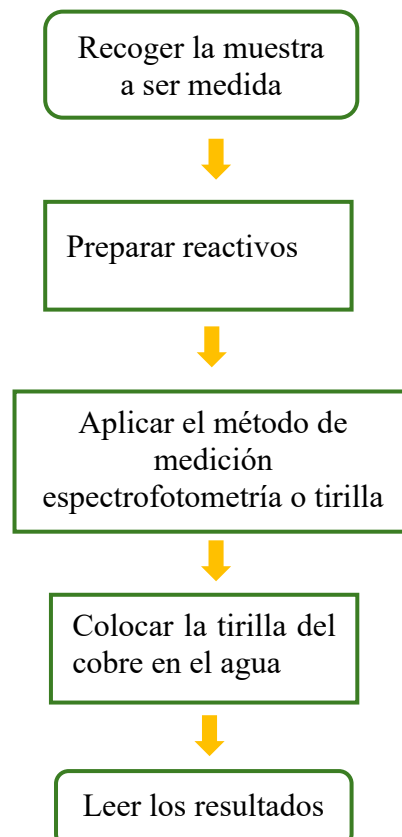 Recoger la muestra
a ser medida
Preparar reactivos
Aplicar el método de
medición
espectrofotometría o tirilla
Colocar la tirilla del
cobre en el agua
Leer los resultados